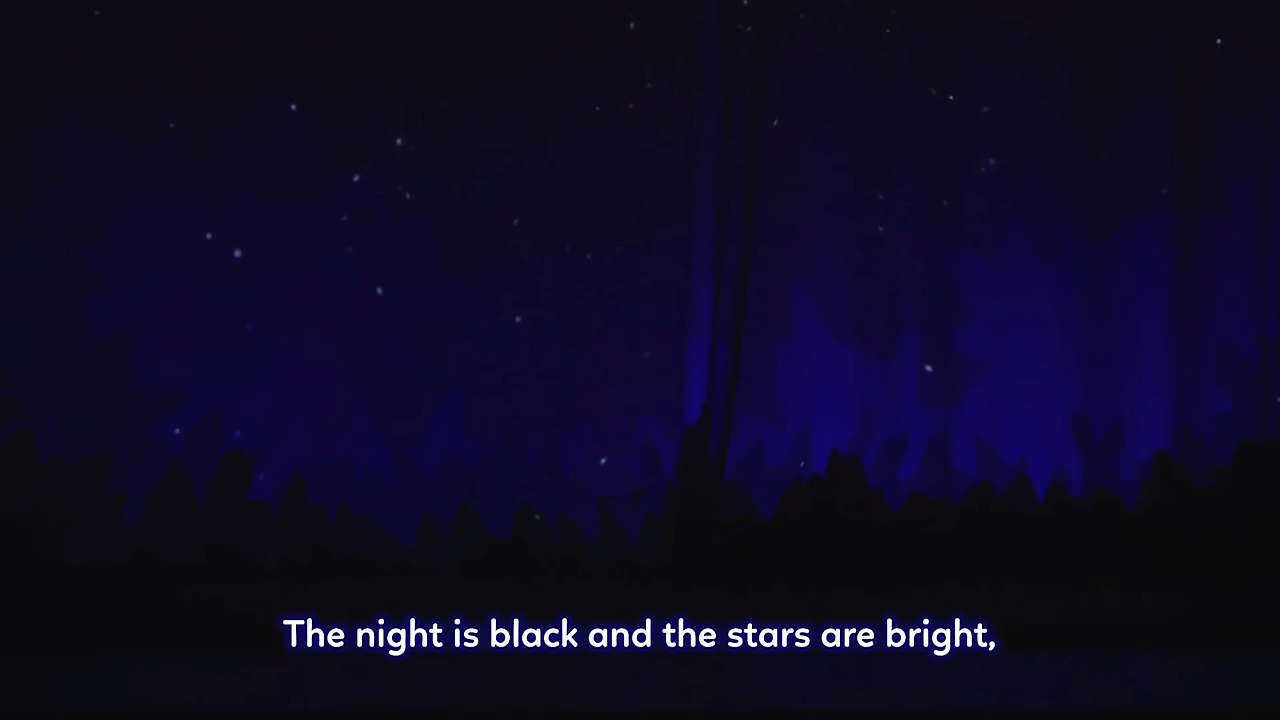 The night is black and the stars are bright,